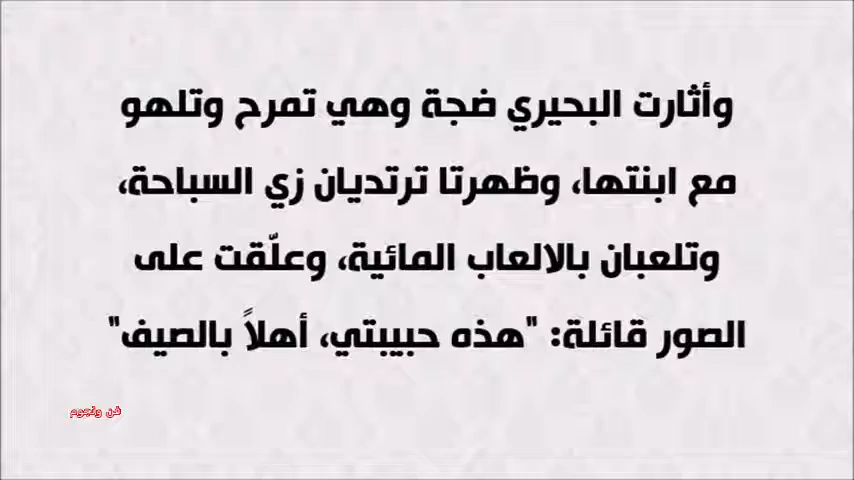 وأثارت البحيري ضجة وهي تمرح وتلهو
مع ابنتها، وظهرتا ترتديان زي السباحة،
وتلعبان بالالعاب المائية، وعلّقت على
الصور قائلة: "هذه حبيبتي، أهلاً بالصيف"
فن ونجوم